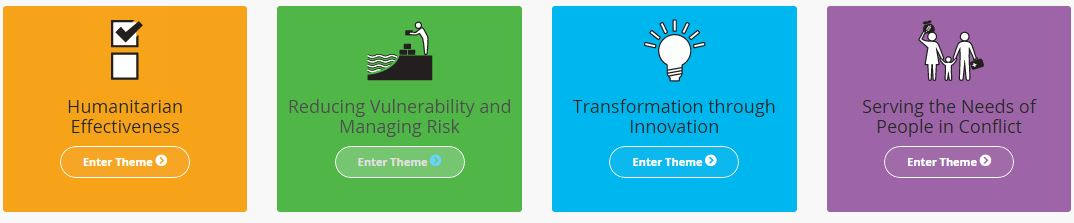 Humanitarian
Effectiveness
Enter Theme
Reducing Vulnerability and
Managing Risk
Enter Theme
Transformation through
Innovation
Enter Theme
Serving the Needs of
People in Conflict
Enter Theme